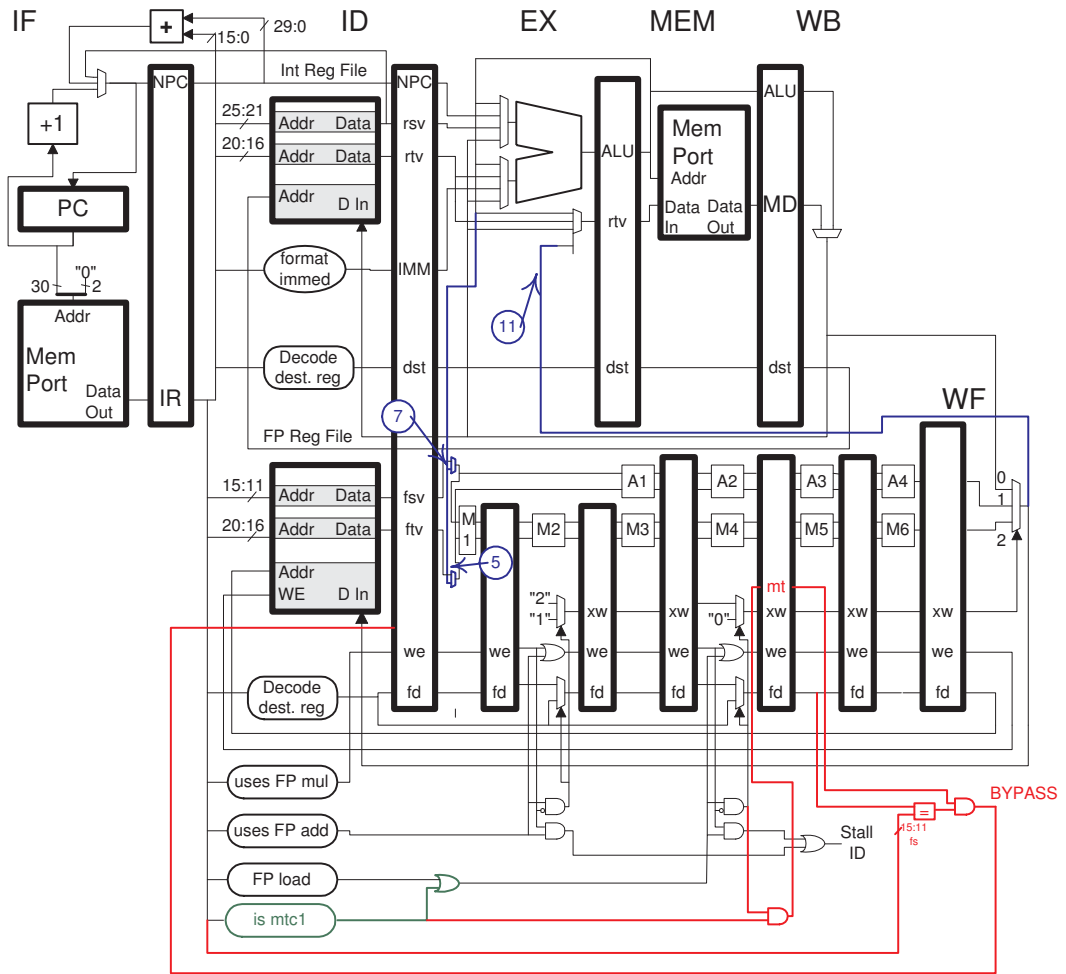 IF
ID
EX
MEM
WB
+
29:0
15:0
NPC
Int Reg File
NPC
+1
25:21
Addr Data
rsv
20:16
Addr Data
rtv
Addr
D In
PC
format
immed
IMM
30
"0"
2
Addr
Mem
Port
Data
Out
IR
Decode
dest. reg
dst
ALU
rtv
dst
Mem
Port
Addr
Data
In
Data
Out
ALU
MD
dst
11
7
5
WF
FP Reg File
15:11
Addr Data
fsv
20:16
Addr Data
ftv
Addr
WE D In
M
1
M2
A1
M3
A2
M4
A3
M5
A4
M6
0
1
2
"2"
"1"
xw
"0"
mt
xw
xw
xw
we
we
we
we
we
we
we
Decode
dest. reg
fd
fd
fd
fd
fd
fd
uses FP mul
uses FP add
FP load
is mtc1
Stall
ID
BYPASS
=
15:11
fs